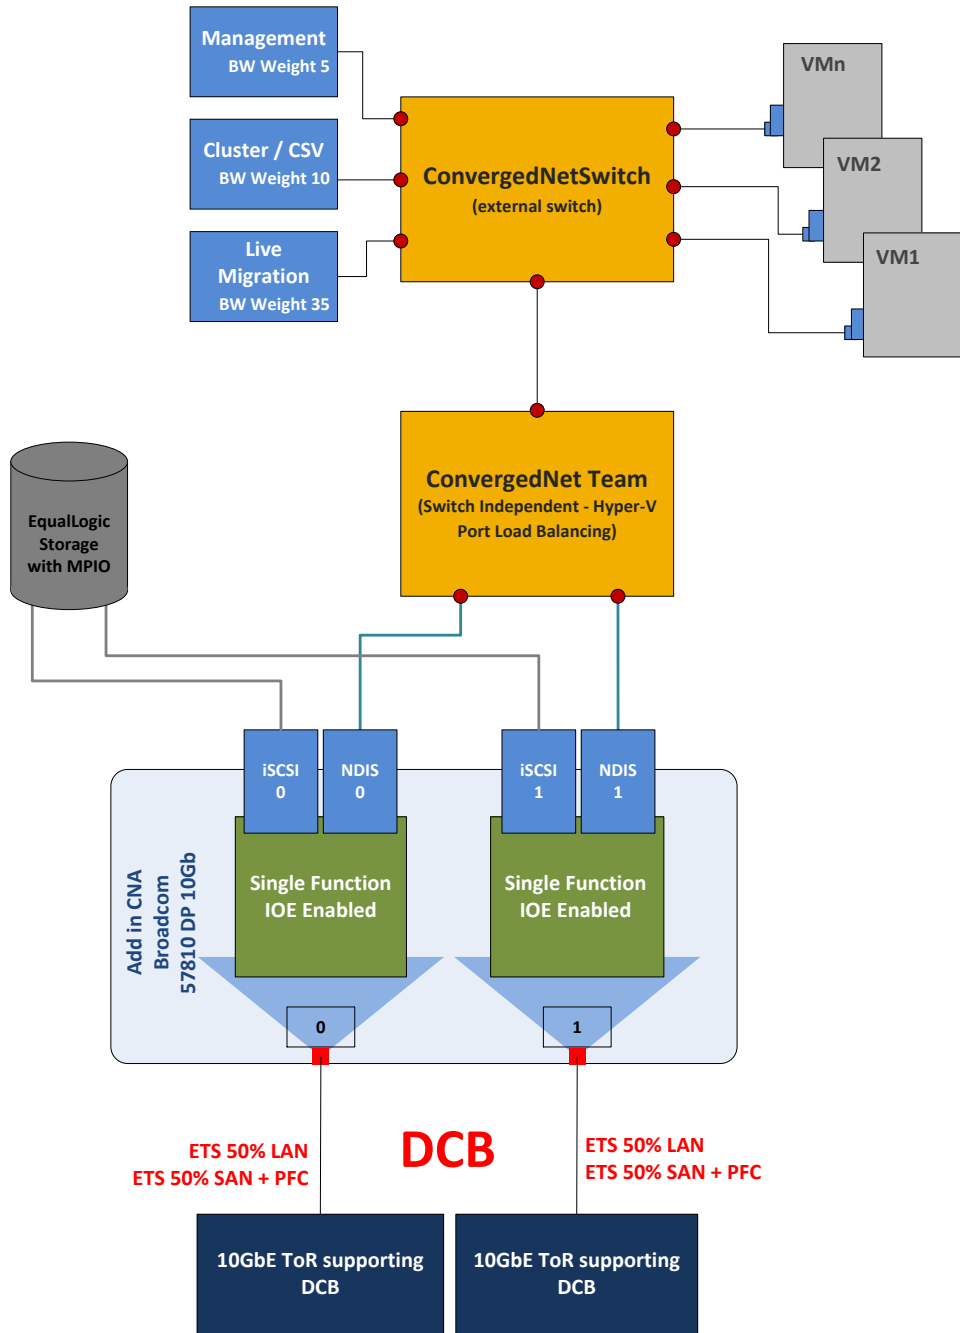 Management
BW Weight 5
Cluster / CSV
BW Weight 10
Live
Migration
BW Weight 35
ConvergedNetSwitch
(external switch)
VMn
VM2
VM1
ConvergedNet Team
(Switch Independent - Hyper-V
Port Load Balancing)
EqualLogic
Storage
with MPIO
iSCSI
0
NDIS
0
iSCSI
1
NDIS
1
Add in CNA
Broadcom
57810 DP 10Gb
Single Function
IOE Enabled
Single Function
IOE Enabled
0
1
ETS 50% LAN
ETS 50% SAN + PFC
DCB
ETS 50% LAN
ETS 50% SAN + PFC
10GbE ToR supporting
DCB
10GbE ToR supporting
DCB